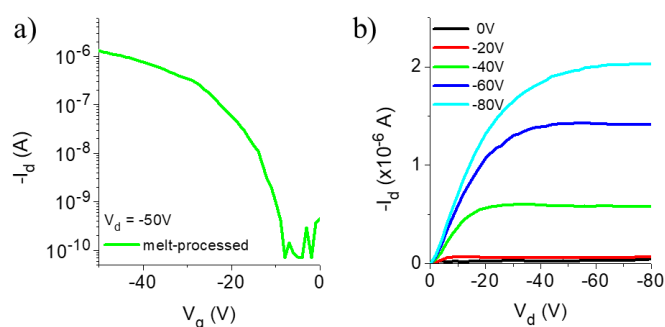 a)
-I_d (A)
10^-6
10^-7
10^-8
10^-9
10^-10
V_d = -50V
melt-processed
-40
-20
0
V_g (V)
b)
-I_d (x10^-6 A)
2
1
0
0V
-20V
-40V
-60V
-80V
0
-20
-40
-60
-80
V_d (V)